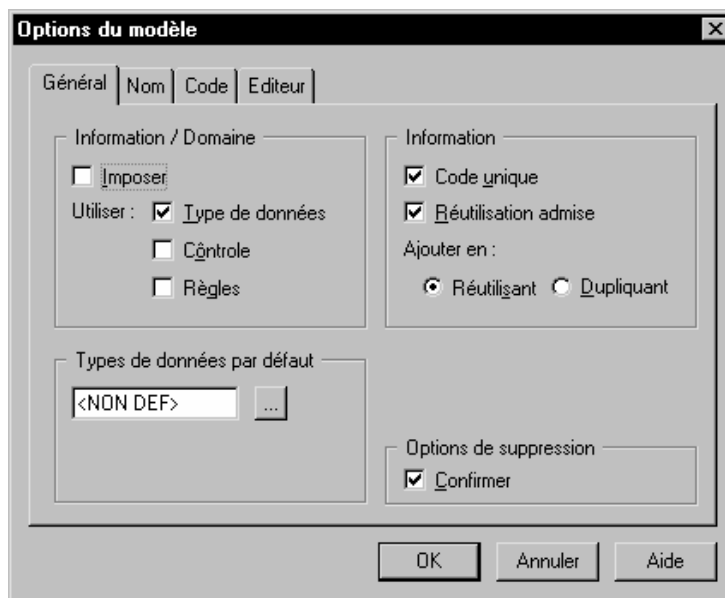 Options du modèle
Général Nom Code Editeur
Information / Domaine
Imposer
Utiliser : Type de données
Côntrole
Règles
Information
Code unique
Réutilisation admise
Ajouter en :
Réutilisant Dupliquant
Types de données par défaut
<NON DEF>
...
Options de suppression
Confirmer
OK Annuler Aide